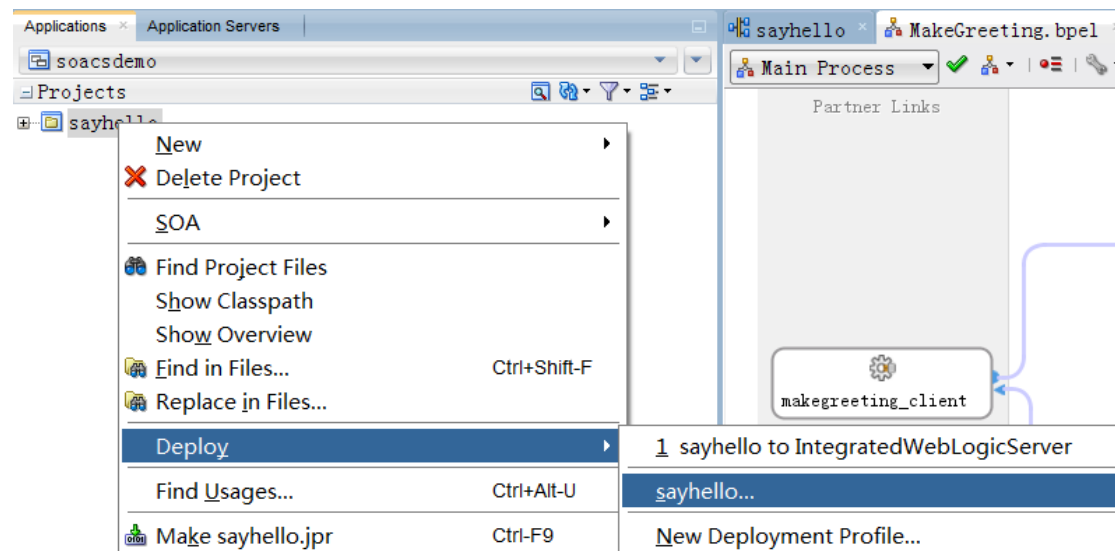 Applications
Application Servers
sayhello
MakeGreeting.bpel
soacsdemo
Main Process
Projects
Partner Links
sayhello
New
Delete Project
SOA
Find Project Files
Show Classpath
Show Overview
Find in Files... Ctrl+Shift-F
Replace in Files...
makegreeting_client
Deploy
1 sayhello to IntegratedWebLogicServer
Find Usages... Ctrl+Alt-U
sayhello...
Make sayhello.jpr Ctrl-F9
New Deployment Profile...